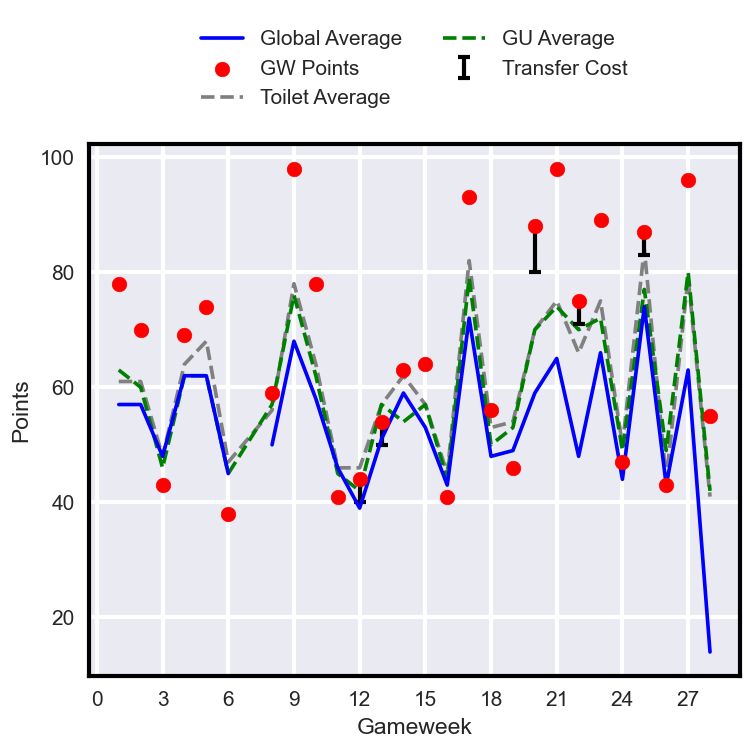 Global Average
GU Average
GW Points
Transfer Cost
Toilet Average
100
80
60
40
20
Points
0 3 6 9 12 15 18 21 24 27
Gameweek